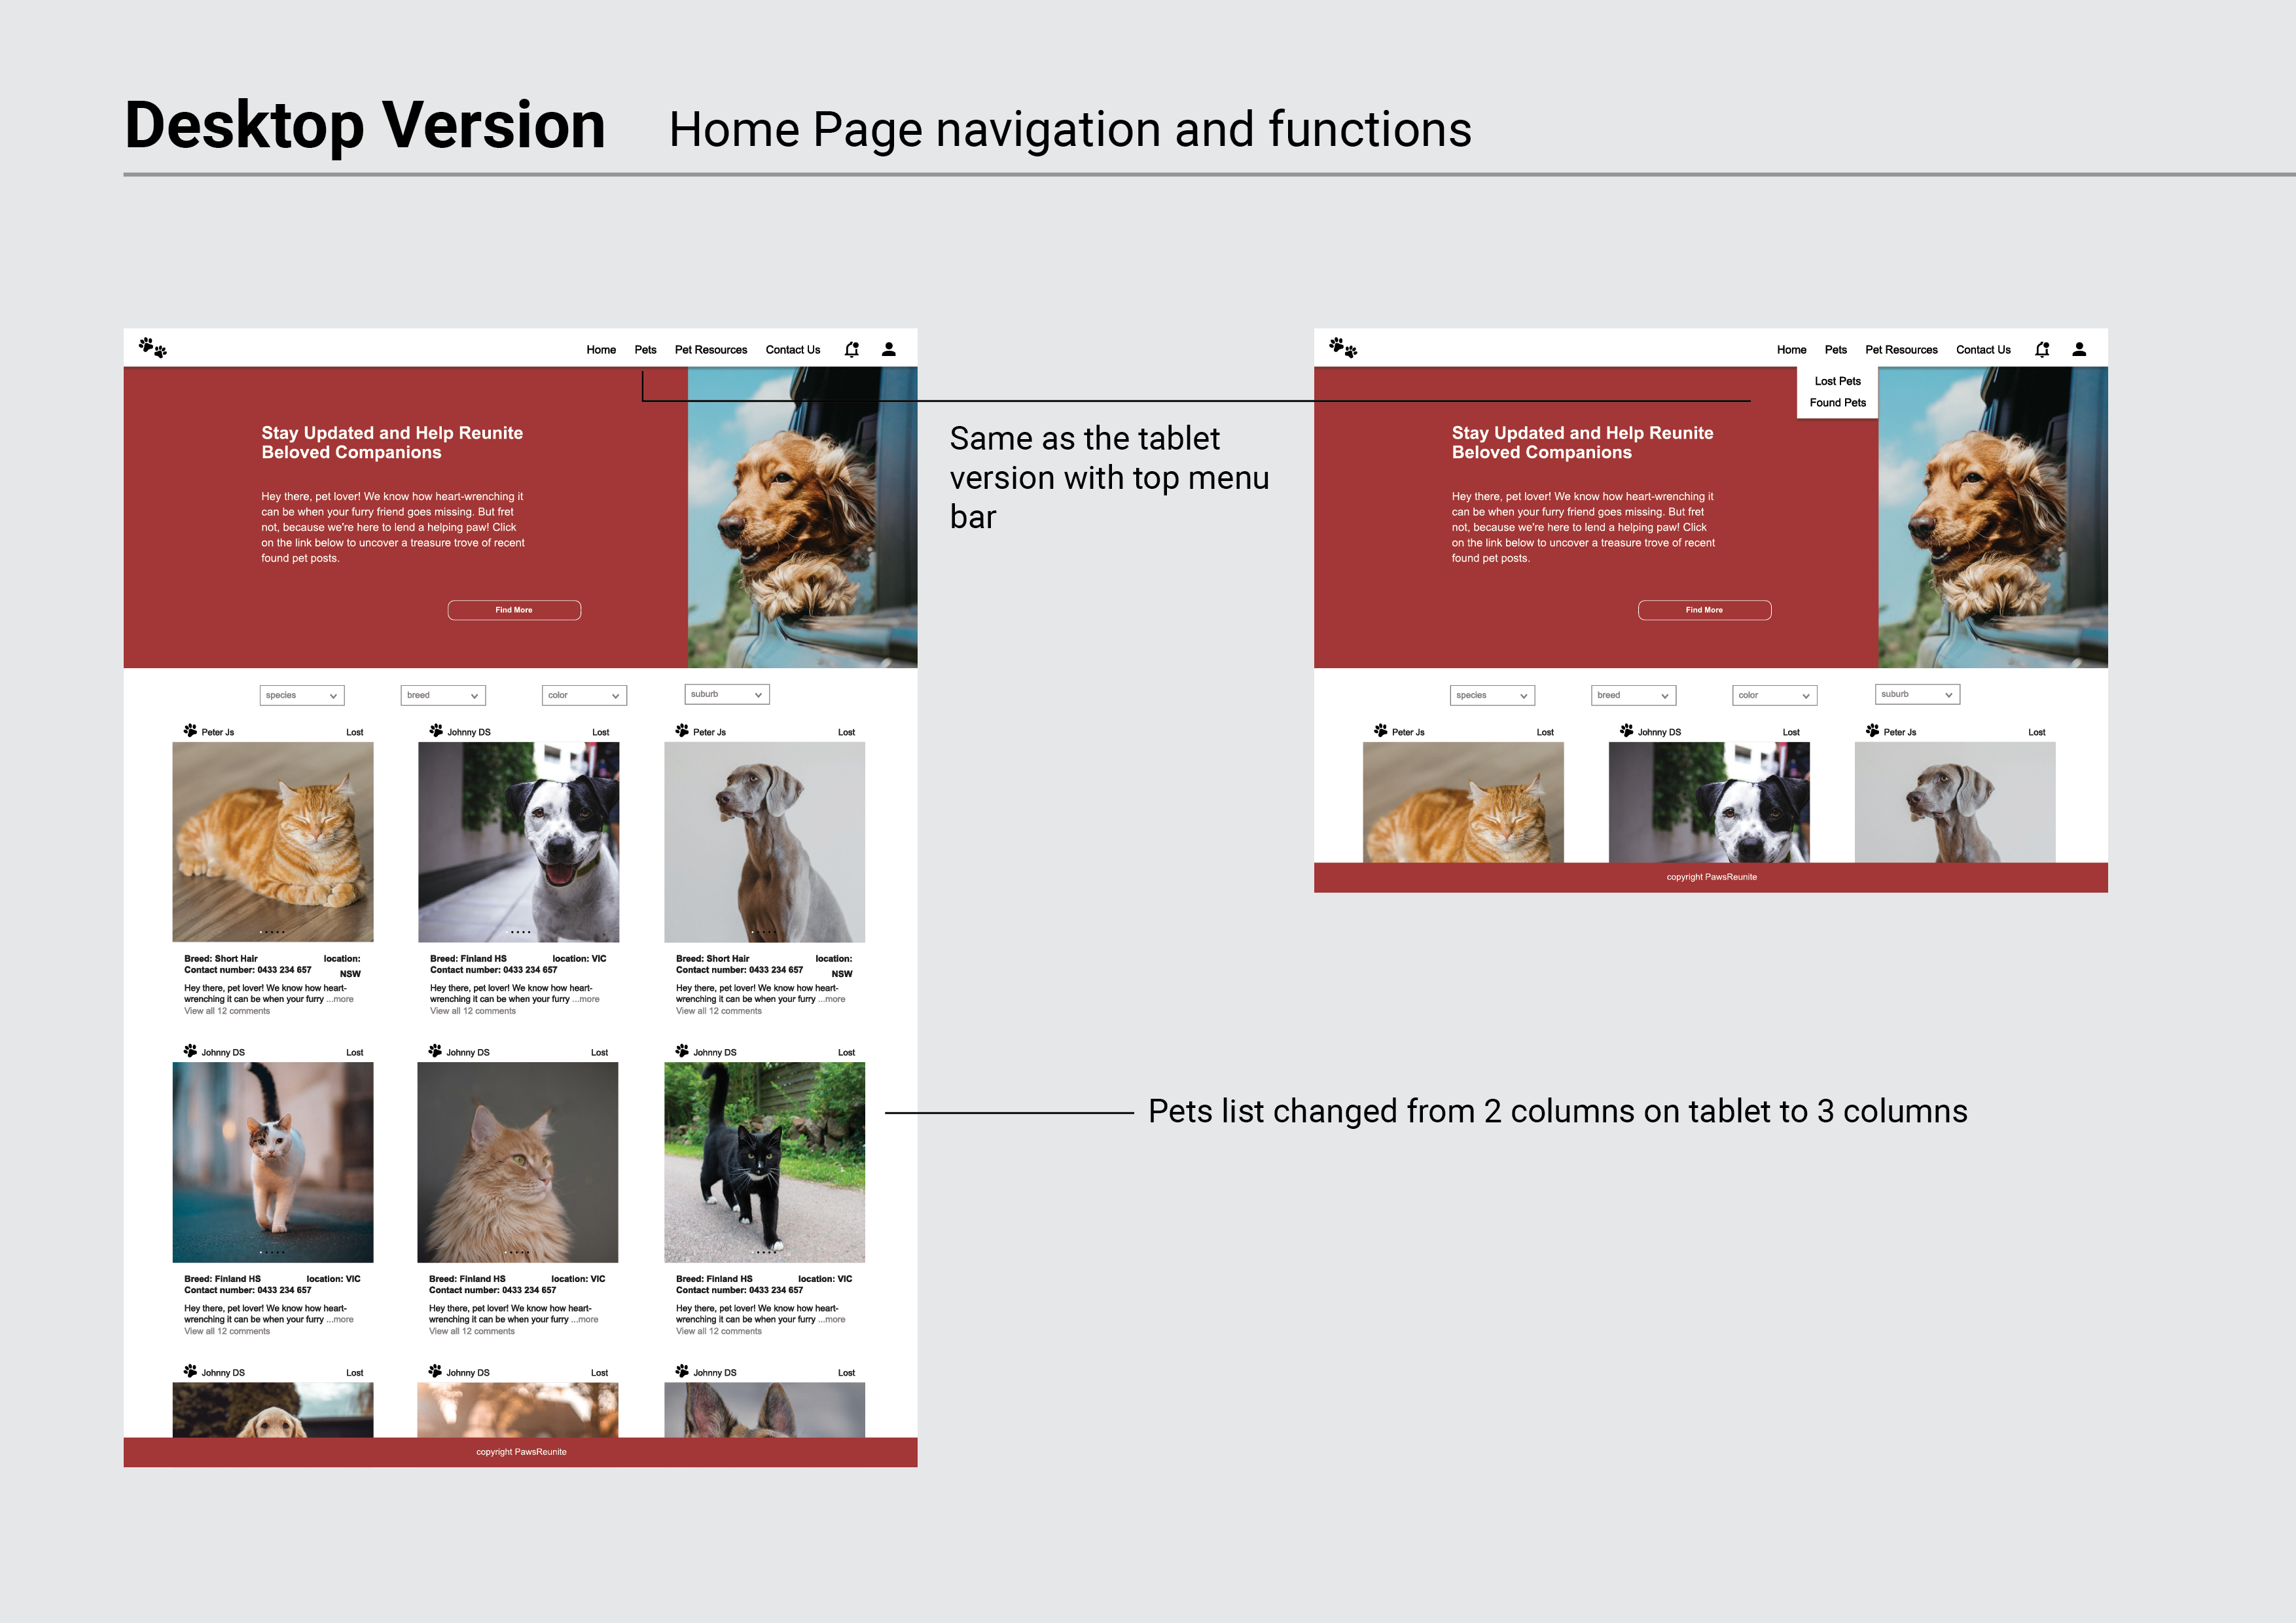 Desktop Version Home Page navigation and functions
Home Pets Pet Resources Contact Us
Stay Updated and Help Reunite
Beloved Companions
Hey there, pet lover! We know how heart-wrenching it
can be when your furry friend goes missing. But fret
not, because we're here to lend a helping paw! Click
on the link below to uncover a treasure trove of recent
found pet posts.
Find More
species breed color suburb
Peter Js Lost
Johnny DS Lost
Peter Js Lost
Breed: Short Hair location:
Contact number: 0433 234 657 NSW
Hey there, pet lover! We know how heart-
wrenching it can be when your furry ...more
View all 12 comments
Breed: Finland HS location: VIC
Contact number: 0433 234 657
Hey there, pet lover! We know how heart-
wrenching it can be when your furry ...more
View all 12 comments
Breed: Short Hair location:
Contact number: 0433 234 657 NSW
Hey there, pet lover! We know how heart-
wrenching it can be when your furry ...more
View all 12 comments
Johnny DS Lost
Johnny DS Lost
Johnny DS Lost
Breed: Finland HS location: VIC
Contact number: 0433 234 657
Hey there, pet lover! We know how heart-
wrenching it can be when your furry ...more
View all 12 comments
Breed: Finland HS location: VIC
Contact number: 0433 234 657
Hey there, pet lover! We know how heart-
wrenching it can be when your furry ...more
View all 12 comments
Breed: Finland HS location: VIC
Contact number: 0433 234 657
Hey there, pet lover! We know how heart-
wrenching it can be when your furry ...more
View all 12 comments
Johnny DS Lost
Johnny DS Lost
Johnny DS Lost
copyright PawsReunite
Same as the tablet
version with top menu
bar
Home Pets Pet Resources Contact Us
Lost Pets
Found Pets
Stay Updated and Help Reunite
Beloved Companions
Hey there, pet lover! We know how heart-wrenching it
can be when your furry friend goes missing. But fret
not, because we're here to lend a helping paw! Click
on the link below to uncover a treasure trove of recent
found pet posts.
Find More
species breed color suburb
Peter Js Lost
Johnny DS Lost
Peter Js Lost
copyright PawsReunite
Pets list changed from 2 columns on tablet to 3 columns